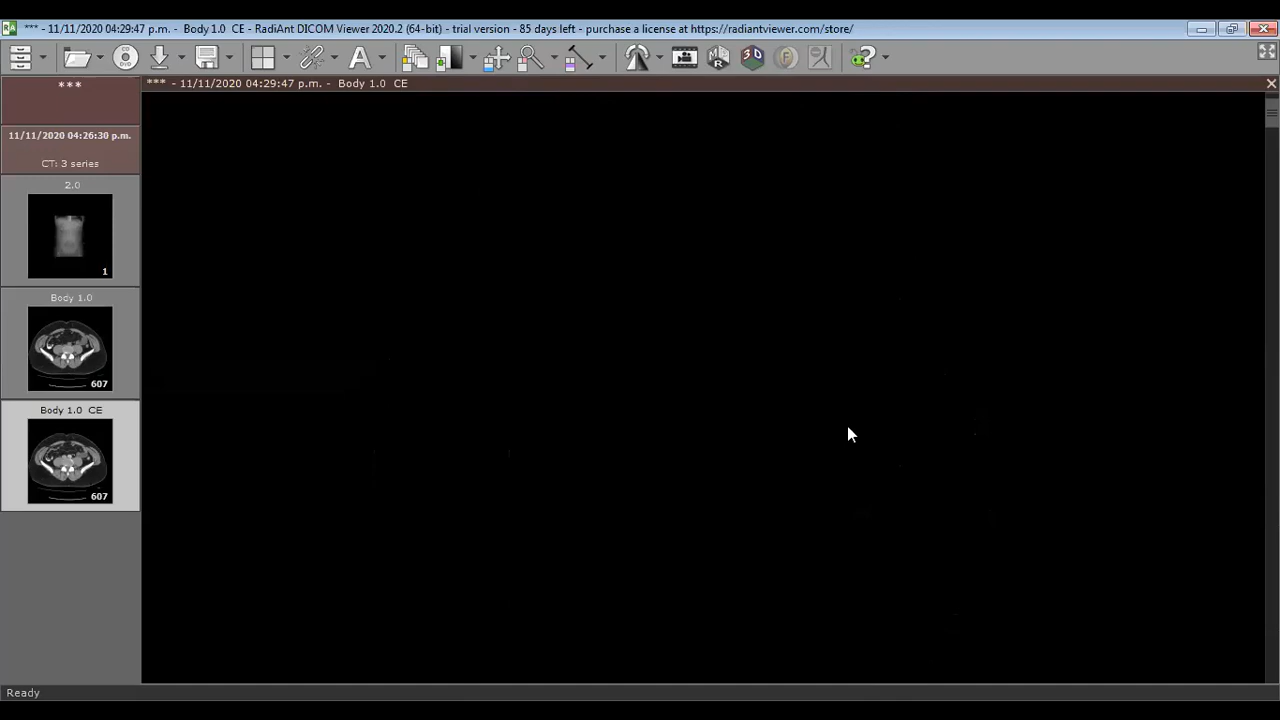 *** - 11/11/2020 04:29:47 p.m. - Body 1.0 CE - RadiAnt DICOM Viewer 2020.2 (64-bit) - trial version - 85 days left - purchase a license at https://radiantviewer.com/store/
*** - 11/11/2020 04:29:47 p.m. - Body 1.0 CE
***
11/11/2020 04:26:30 p.m.
CT: 3 series
2.0
1
Body 1.0
607
Body 1.0 CE
607
Ready